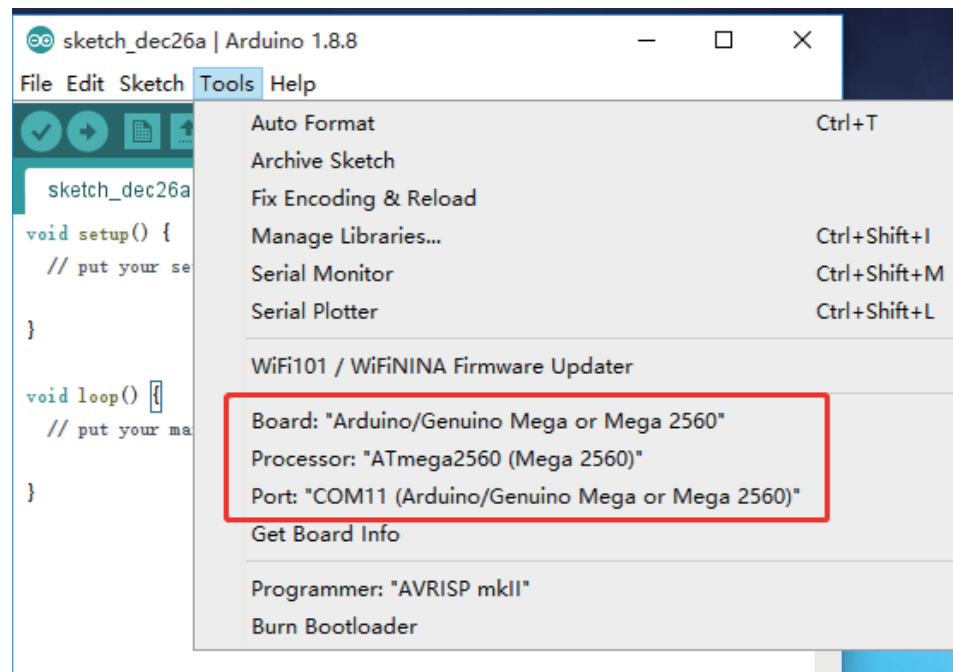 sketch_dec26a | Arduino 1.8.8
File Edit Sketch Tools Help
Auto Format Ctrl+T
Archive Sketch
sketch_dec26a
Fix Encoding & Reload
void setup() {
Manage Libraries... Ctrl+Shift+I
// put your se
Serial Monitor Ctrl+Shift+M
Serial Plotter Ctrl+Shift+L
}
WiFi101 / WiFiNINA Firmware Updater
void loop() {
Board: "Arduino/Genuino Mega or Mega 2560"
// put your ma
Processor: "ATmega2560 (Mega 2560)"
}
Port: "COM11 (Arduino/Genuino Mega or Mega 2560)"
Get Board Info
Programmer: "AVRISP mkII"
Burn Bootloader